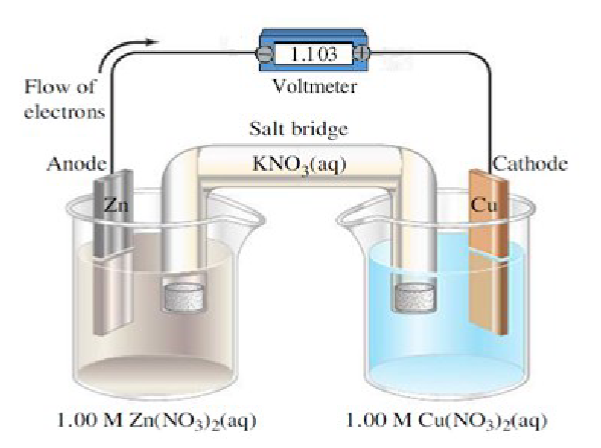 1.103
Voltmeter
Flow of
electrons
Salt bridge
Anode
KNO₃(aq)
Cathode
Zn
Cu
1.00 M Zn(NO₃)₂(aq)
1.00 M Cu(NO₃)₂(aq)